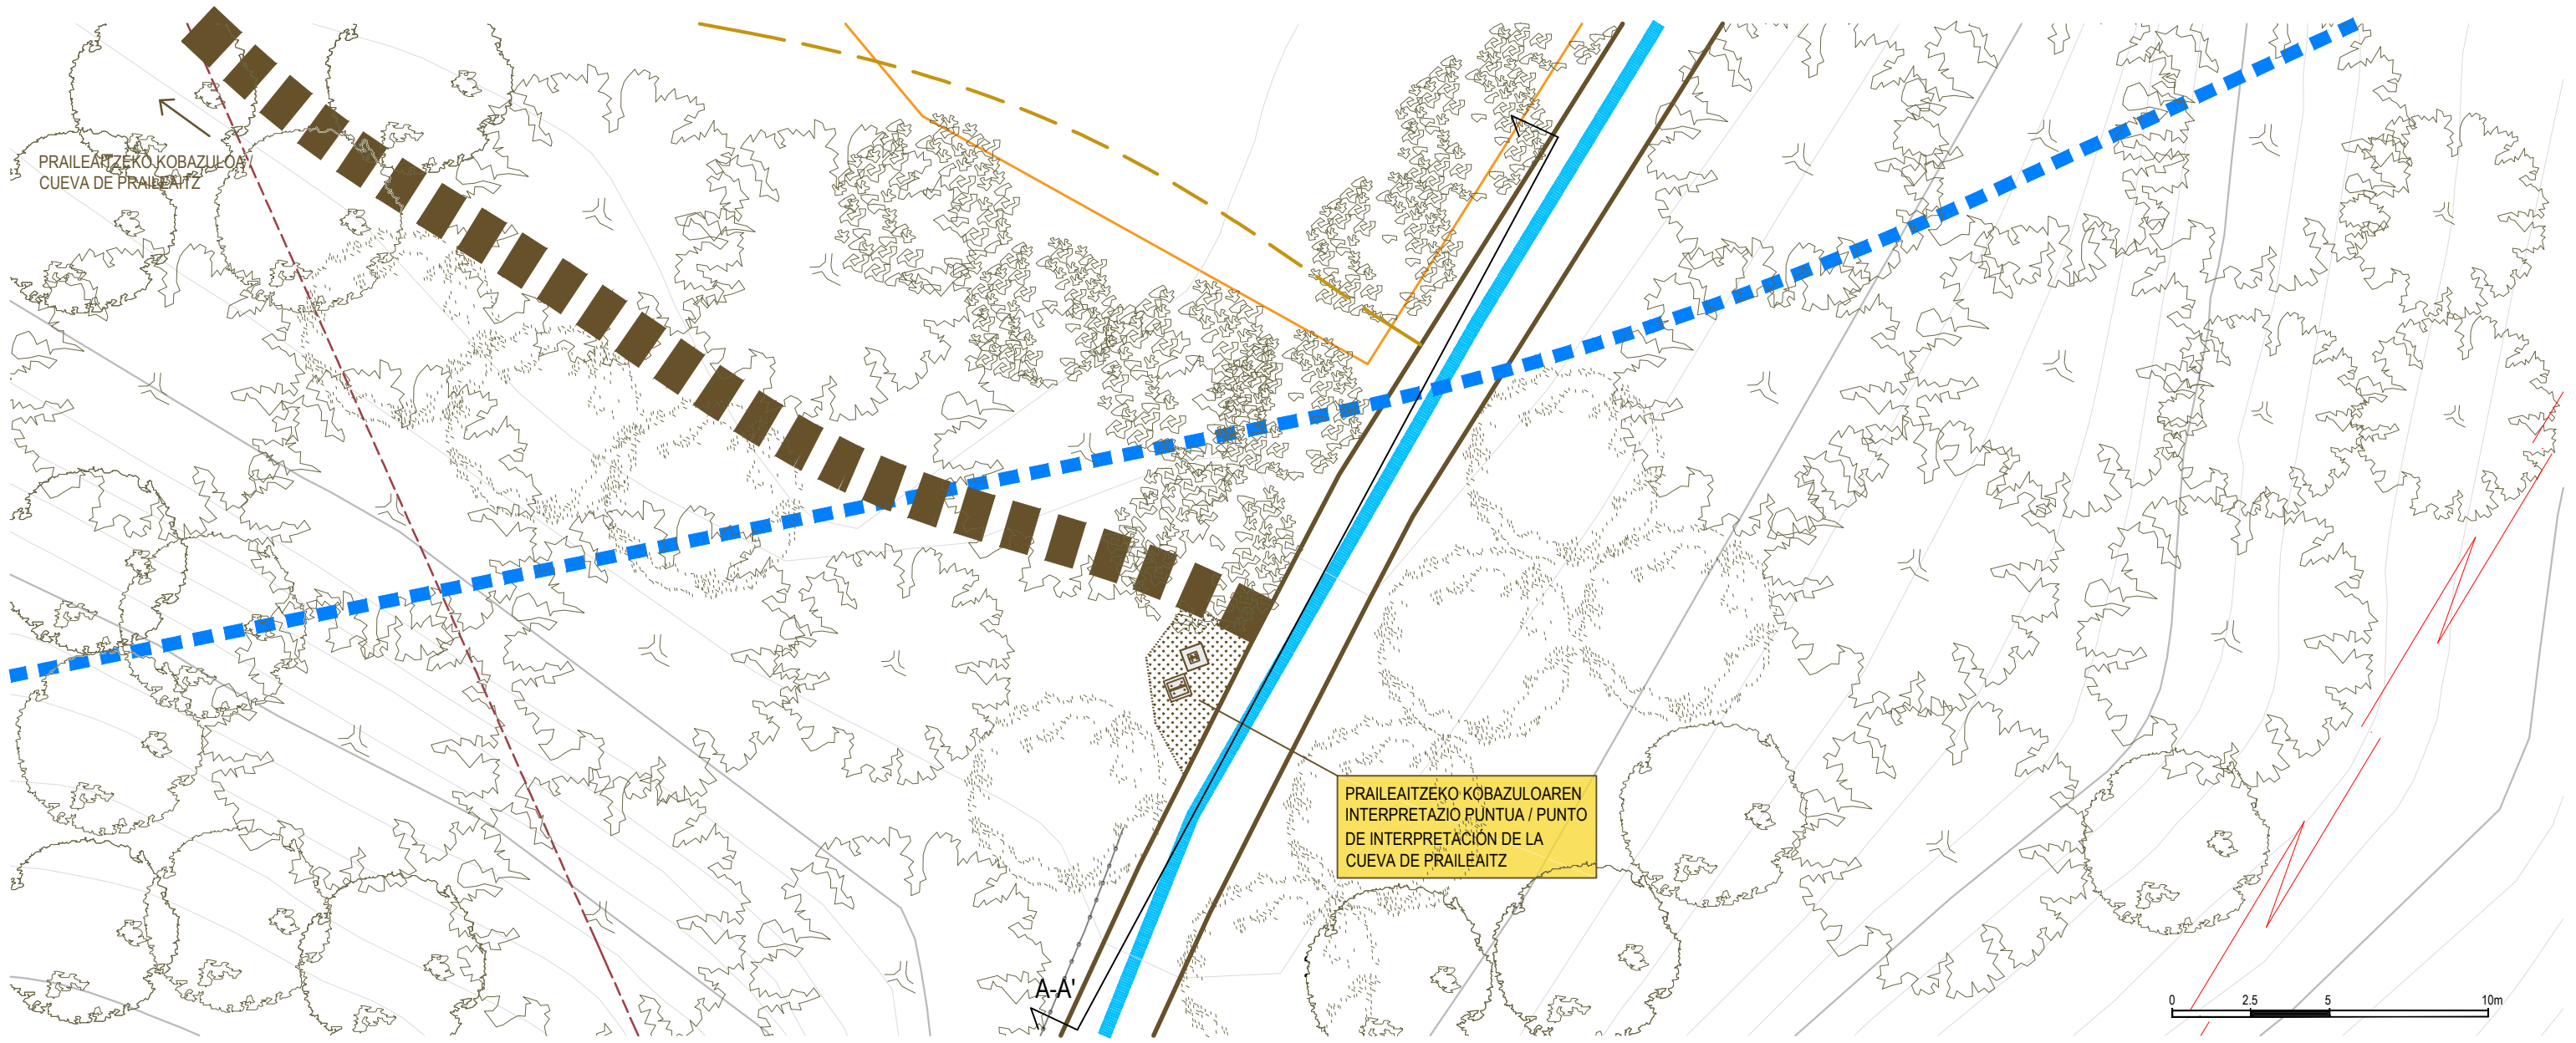 PRAILEAITZEKO KOBAZULOA /
CUEVA DE PRAILEAITZ
PRAILEAITZEKO KOBAZULOAREN
INTERPRETAZIO PUNTUA / PUNTO
DE INTERPRETACIÓN DE LA
CUEVA DE PRAILEAITZ
A-A'
0 2.5 5 10m